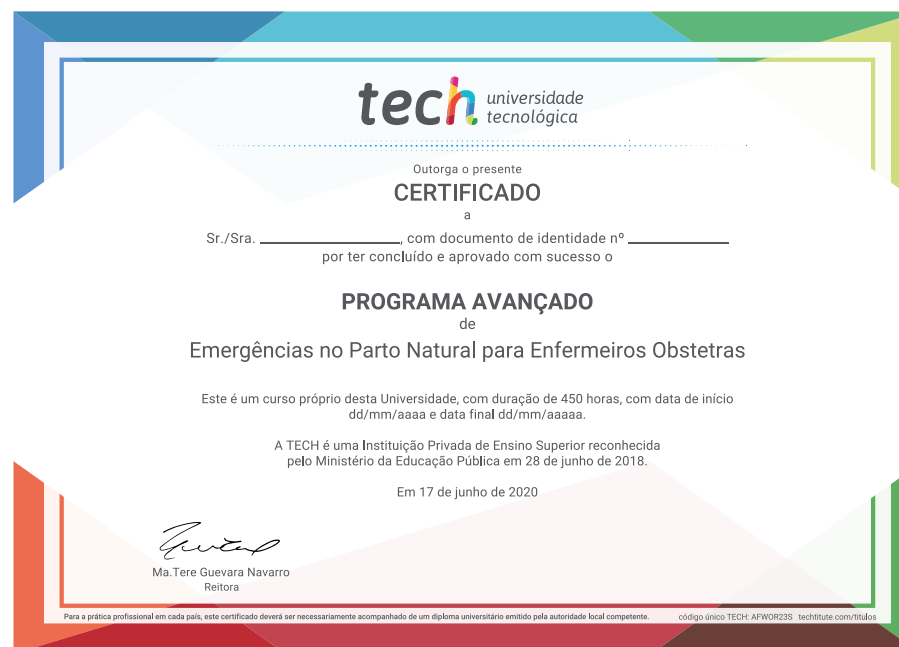 tech universidade
tecnológica
Outorga o presente
CERTIFICADO
a
Sr./Sra. ____________________, com documento de identidade nº ______________
por ter concluído e aprovado com sucesso o
PROGRAMA AVANÇADO
de
Emergências no Parto Natural para Enfermeiros Obstetras
Este é um curso próprio desta Universidade, com duração de 450 horas, com data de início
dd/mm/aaaa e data final dd/mm/aaaaa.
A TECH é uma Instituição Privada de Ensino Superior reconhecida
pelo Ministério da Educação Pública em 28 de junho de 2018.
Em 17 de junho de 2020
Ma.Tere Guevara Navarro
Reitora
Para a prática profissional em cada país, este certificado deverá ser necessariamente acompanhado de um diploma universitário emitido pela autoridade local competente. código único TECH: AFWOR23S techtitute.com/titulos